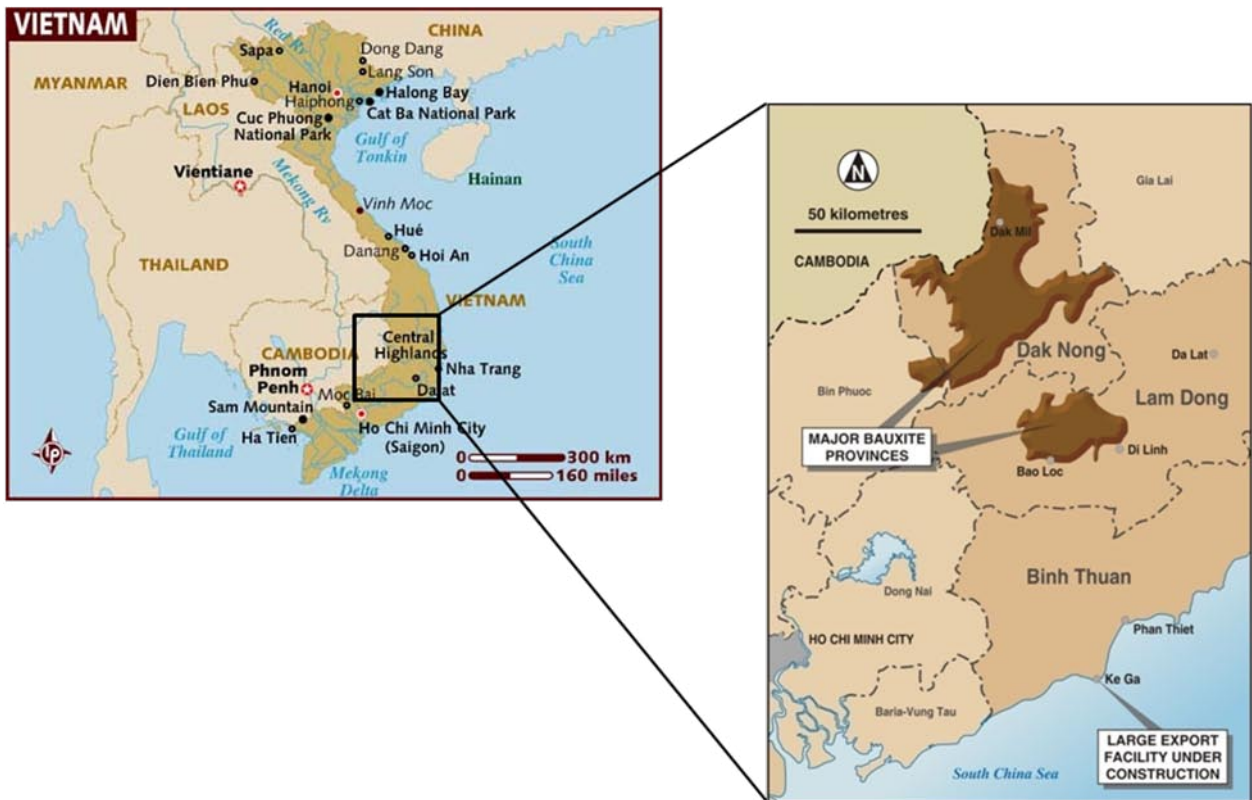 VIETNAM
CHINA
MYANMAR
LAOS
Red Rv
Sapa
Dong Dang
Lang Son
Dien Bien Phu
Hanoi
Haiphong
Halong Bay
Cat Ba National Park
Cuc Phuong
National Park
Gulf of
Tonkin
Hainan
Vientiane
Mekong Rv
Vinh Moc
Hué
Danang
Hoi An
South
China
Sea
THAILAND
VIETNAM
Central
Highlands
CAMBODIA
Phnom
Penh
Nha Trang
Dalat
Moc Bai
Sam Mountain
Ha Tien
Ho Chi Minh City
(Saigon)
Gulf of
Thailand
Mekong
Delta
0 300 km
0 160 miles
LP
N
50 kilometres
CAMBODIA
Gia Lai
Dak Mil
Dak Nong
Da Lat
Bin Phuoc
Lam Dong
MAJOR BAUXITE
PROVINCES
Di Linh
Bao Loc
Binh Thuan
Dong Nai
Phan Thiet
HO CHI MINH CITY
Ke Ga
Baria-Vung Tau
LARGE EXPORT
FACILITY UNDER
CONSTRUCTION
South China Sea